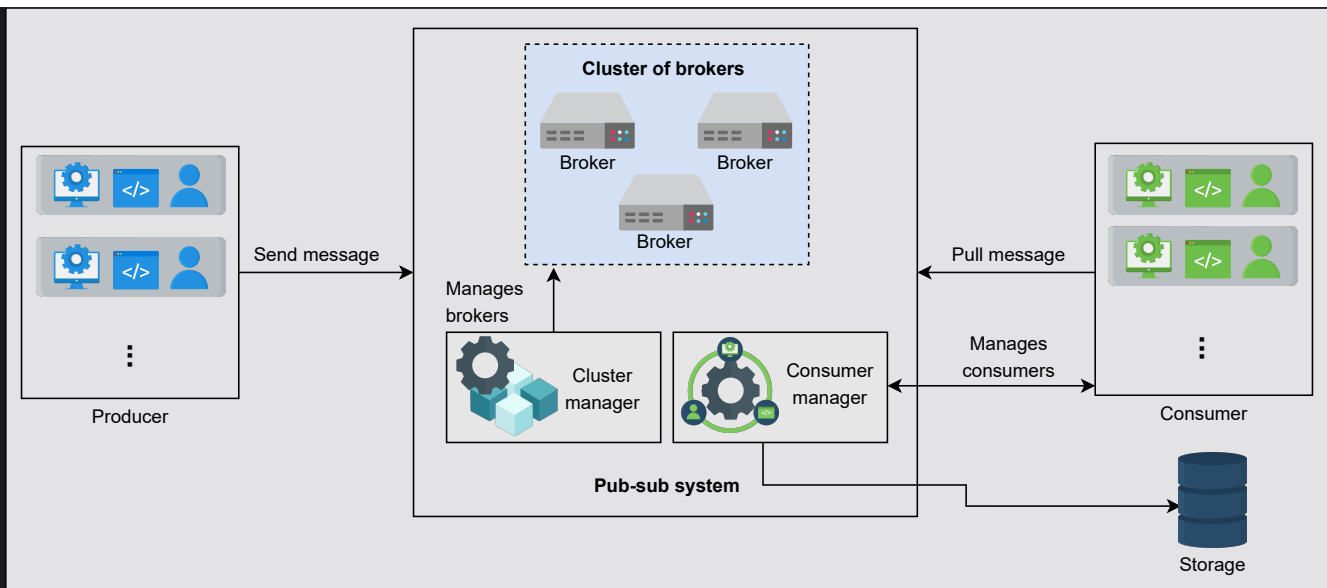 Cluster of brokers
Broker
Broker
Broker
</>
</>
Producer
Send message
Manages
brokers
Cluster
manager
</>
Consumer
manager
Pub-sub system
Pull message
Manages
consumers
</>
</>
Consumer
Storage